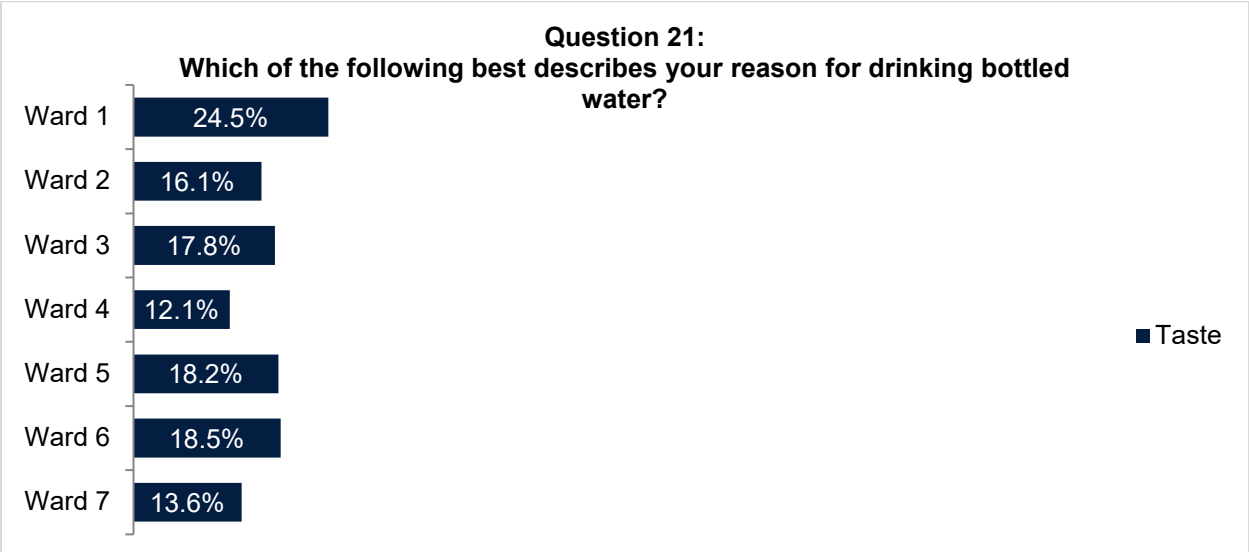 Question 21:
Which of the following best describes your reason for drinking bottled
water?
Ward 1
24.5%
Ward 2
16.1%
Ward 3
17.8%
Ward 4
12.1%
Ward 5
18.2%
Ward 6
18.5%
Ward 7
13.6%
Taste